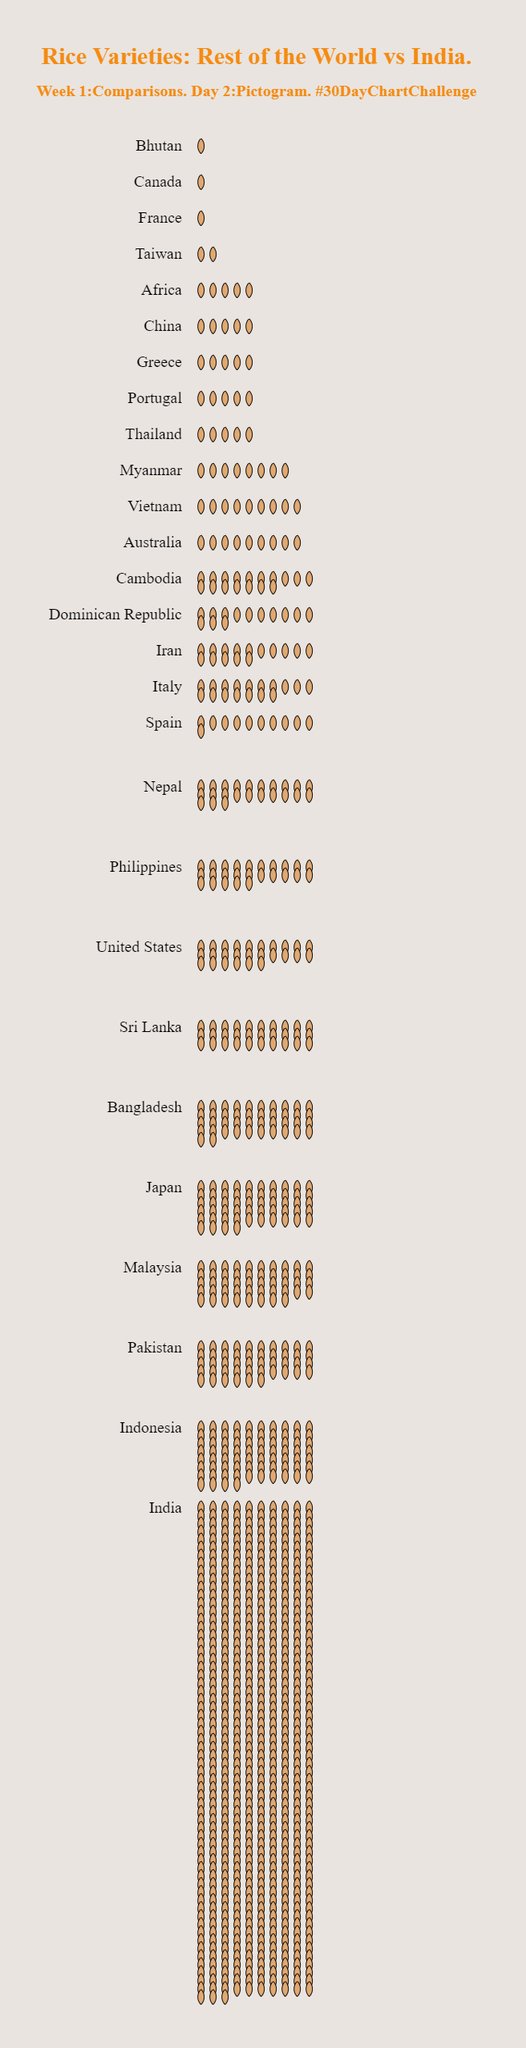 Rice Varieties: Rest of the World vs India.
Week 1:Comparisons. Day 2:Pictogram. #30DayChartChallenge
Bhutan
Canada
France
Taiwan
Africa
China
Greece
Portugal
Thailand
Myanmar
Vietnam
Australia
Cambodia
Dominican Republic
Iran
Italy
Spain
Nepal
Philippines
United States
Sri Lanka
Bangladesh
Japan
Malaysia
Pakistan
Indonesia
India